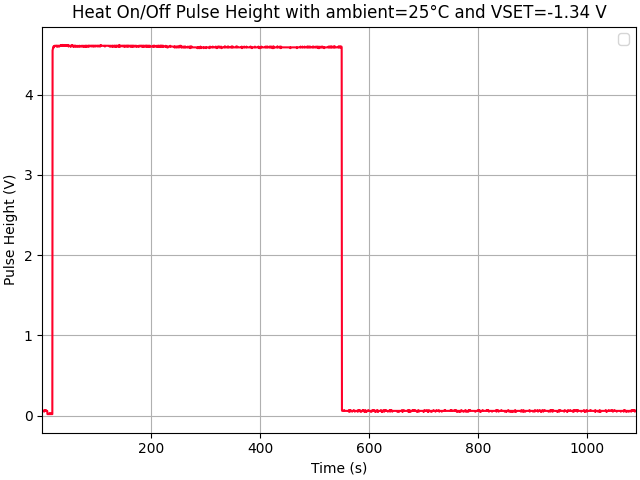 Heat On/Off Pulse Height with ambient=25°C and VSET=-1.34 V
Pulse Height (V)
4
3
2
1
0
200 400 600 800 1000
Time (s)